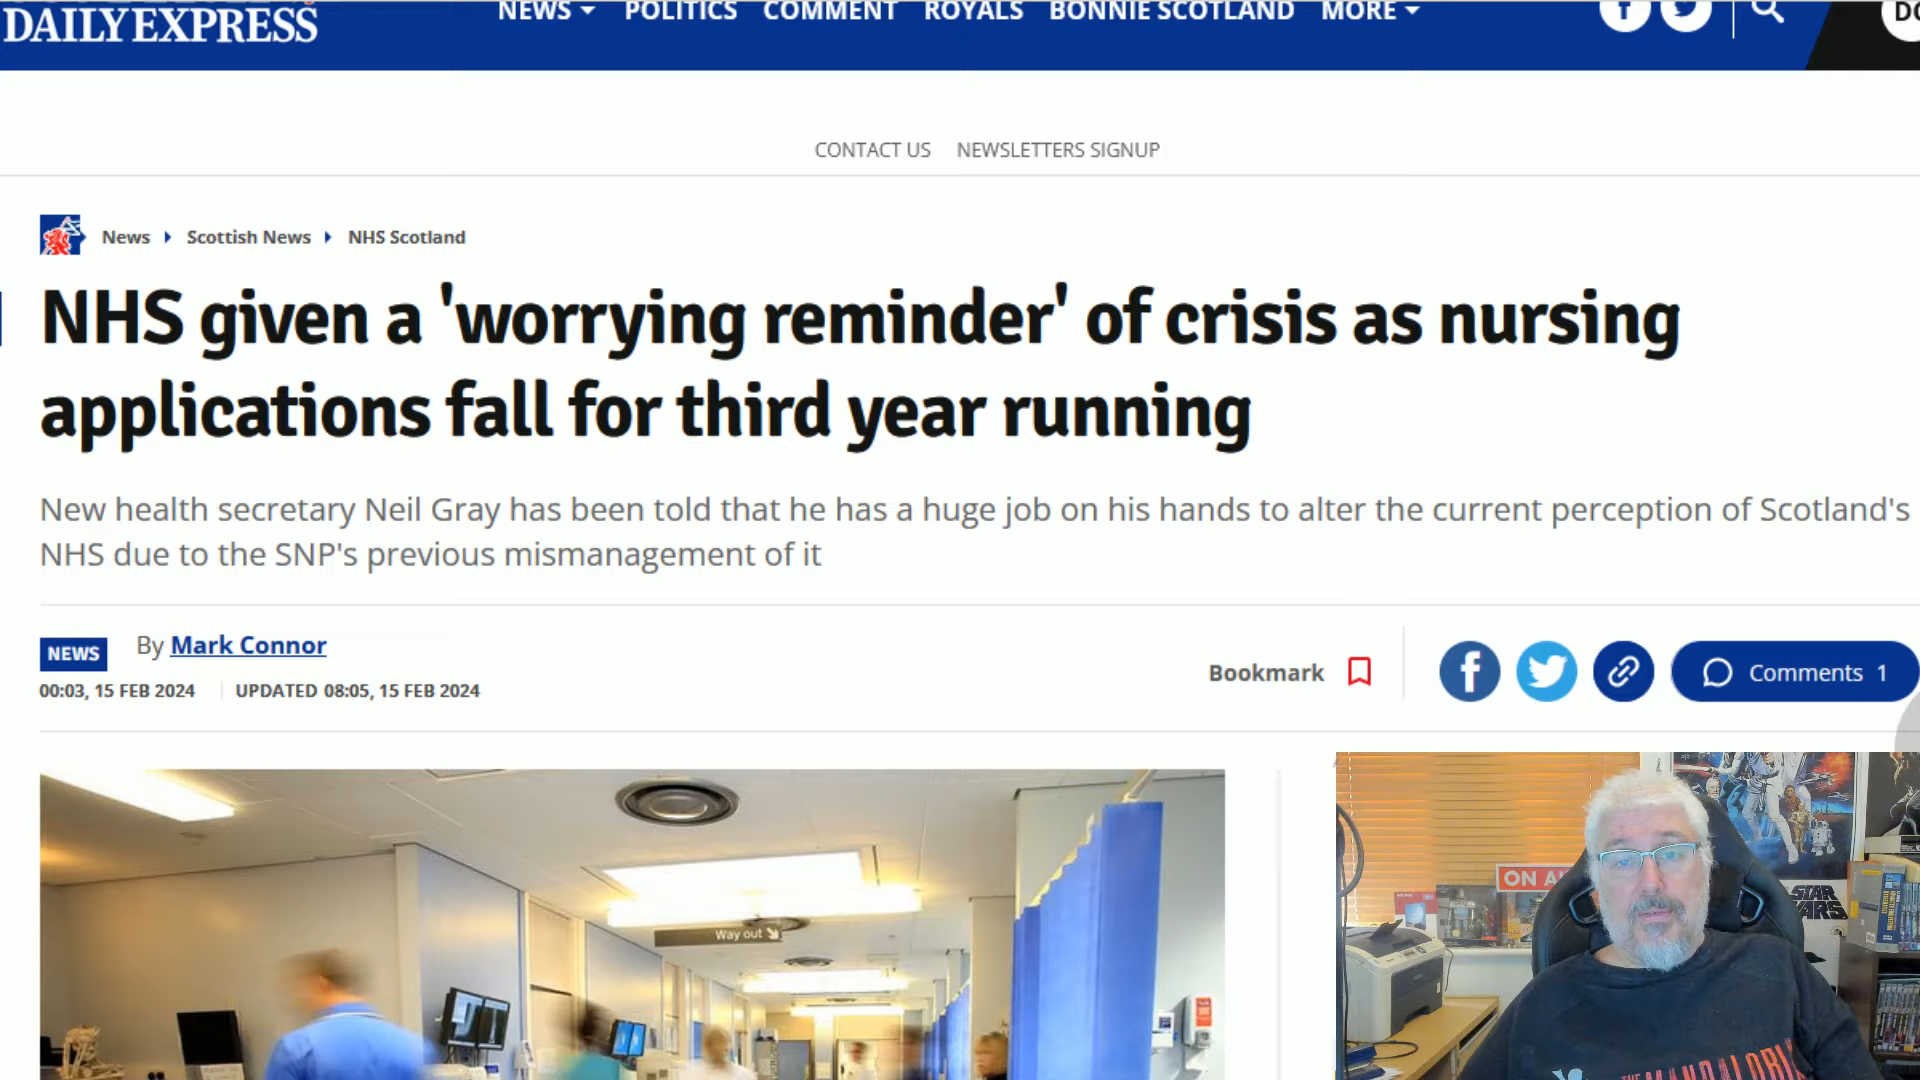 DAILY EXPRESS
NEWS
POLITICS
COMMENT
ROYALS
BONNIE SCOTLAND
MORE
CONTACT US
NEWSLETTERS SIGNUP
News
Scottish News
NHS Scotland
NHS given a 'worrying reminder' of crisis as nursing
applications fall for third year running
New health secretary Neil Gray has been told that he has a huge job on his hands to alter the current perception of Scotland's
NHS due to the SNP's previous mismanagement of it
NEWS
By Mark Connor
00:03, 15 FEB 2024
UPDATED 08:05, 15 FEB 2024
Bookmark
Comments 1
Way out
ON AI
STAR
WARS
THE MANDALORI